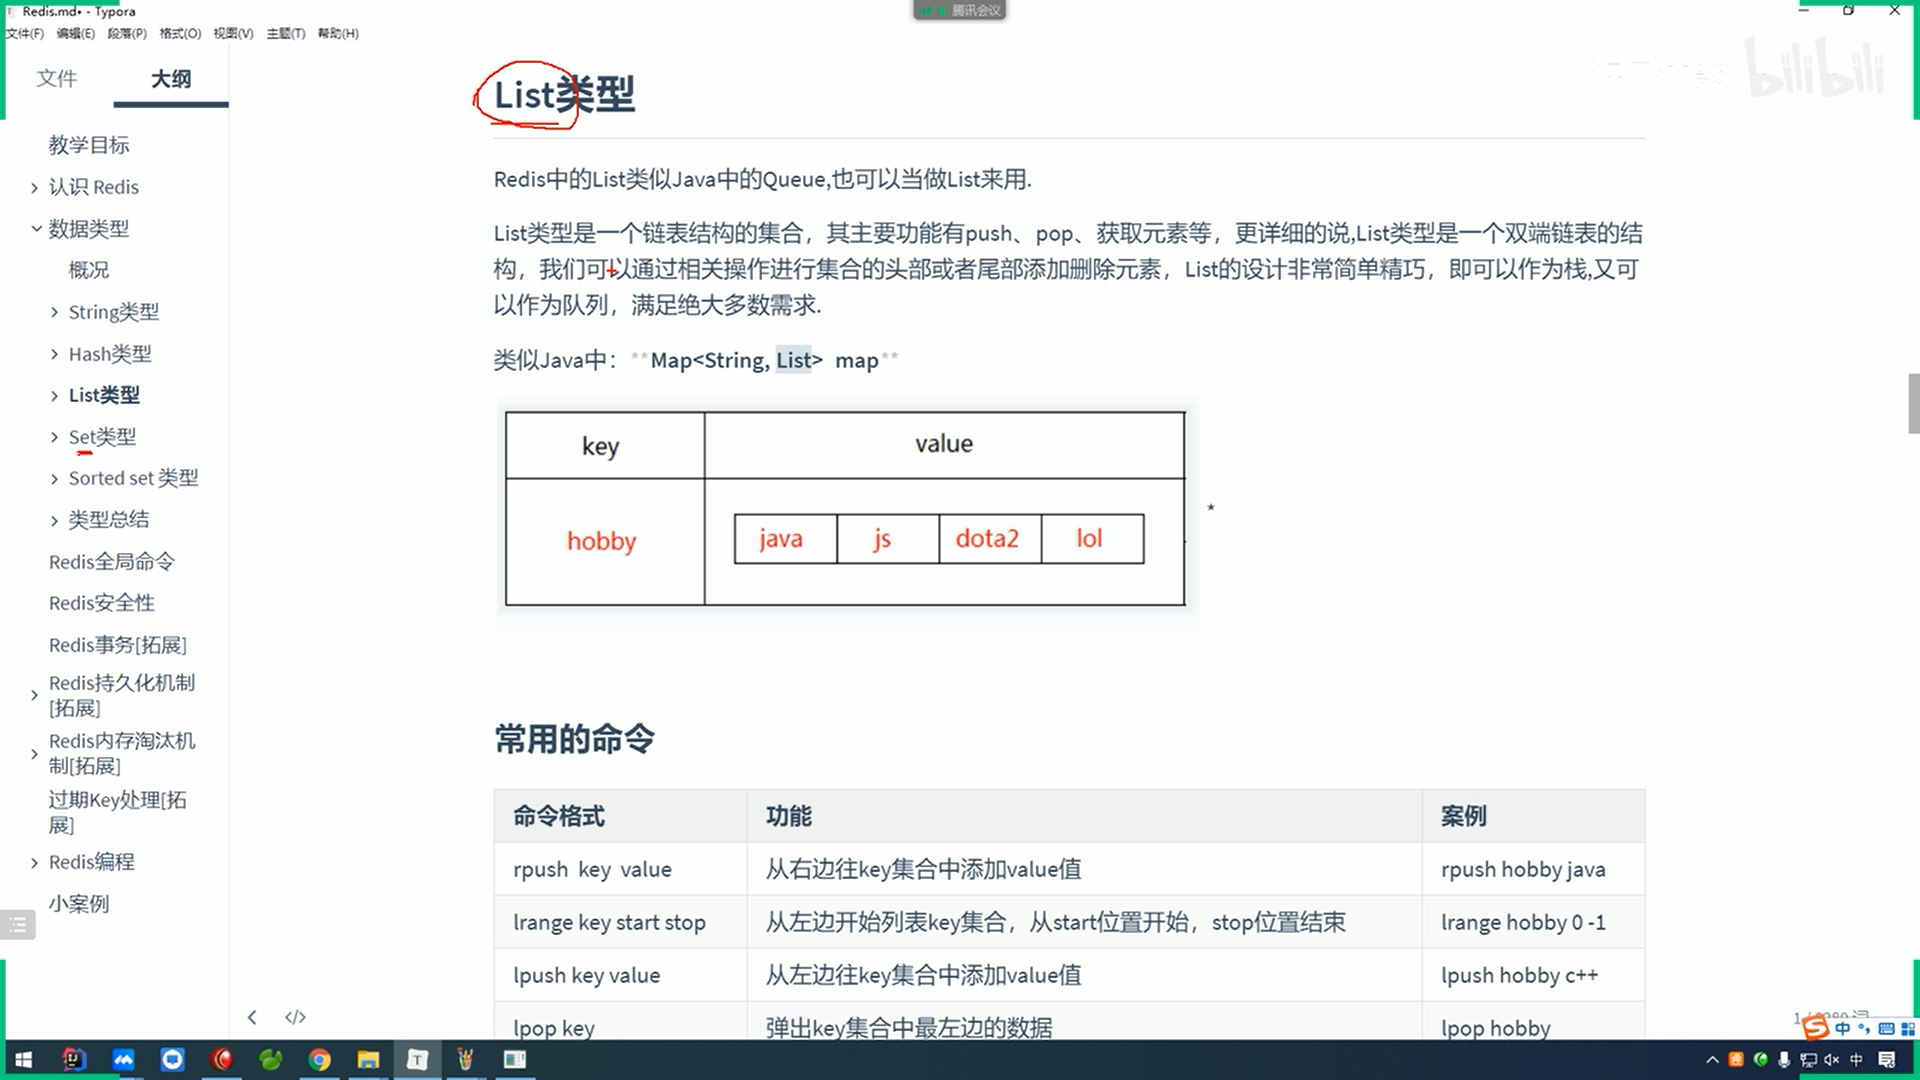 Redis.md• - Typora
腾讯会议
文件(F) 编辑(E) 段落(P) 格式(O) 视图(V) 主题(T) 帮助(H)
bilibili
文件 大纲
教学目标
认识 Redis
数据类型
概况
String类型
Hash类型
List类型
Set类型
Sorted set 类型
类型总结
Redis全局命令
Redis安全性
Redis事务[拓展]
Redis持久化机制
[拓展]
Redis内存淘汰机
制[拓展]
过期Key处理[拓
展]
Redis编程
小案例
List类型
Redis中的List类似Java中的Queue,也可以当做List来用.
List类型是一个链表结构的集合，其主要功能有push、pop、获取元素等，更详细的说,List类型是一个双端链表的结
构，我们可以通过相关操作进行集合的头部或者尾部添加删除元素，List的设计非常简单精巧，即可以作为栈,又可
以作为队列，满足绝大多数需求.
类似Java中： **Map<String, List> map**
key value
hobby java js dota2 lol
*
常用的命令
命令格式 功能 案例
rpush key value 从右边往key集合中添加value值 rpush hobby java
lrange key start stop 从左边开始列表key集合，从start位置开始，stop位置结束 lrange hobby 0 -1
lpush key value 从左边往key集合中添加value值 lpush hobby c++
lpop key 弹出key集合中最左边的数据 lpop hobby
中
中